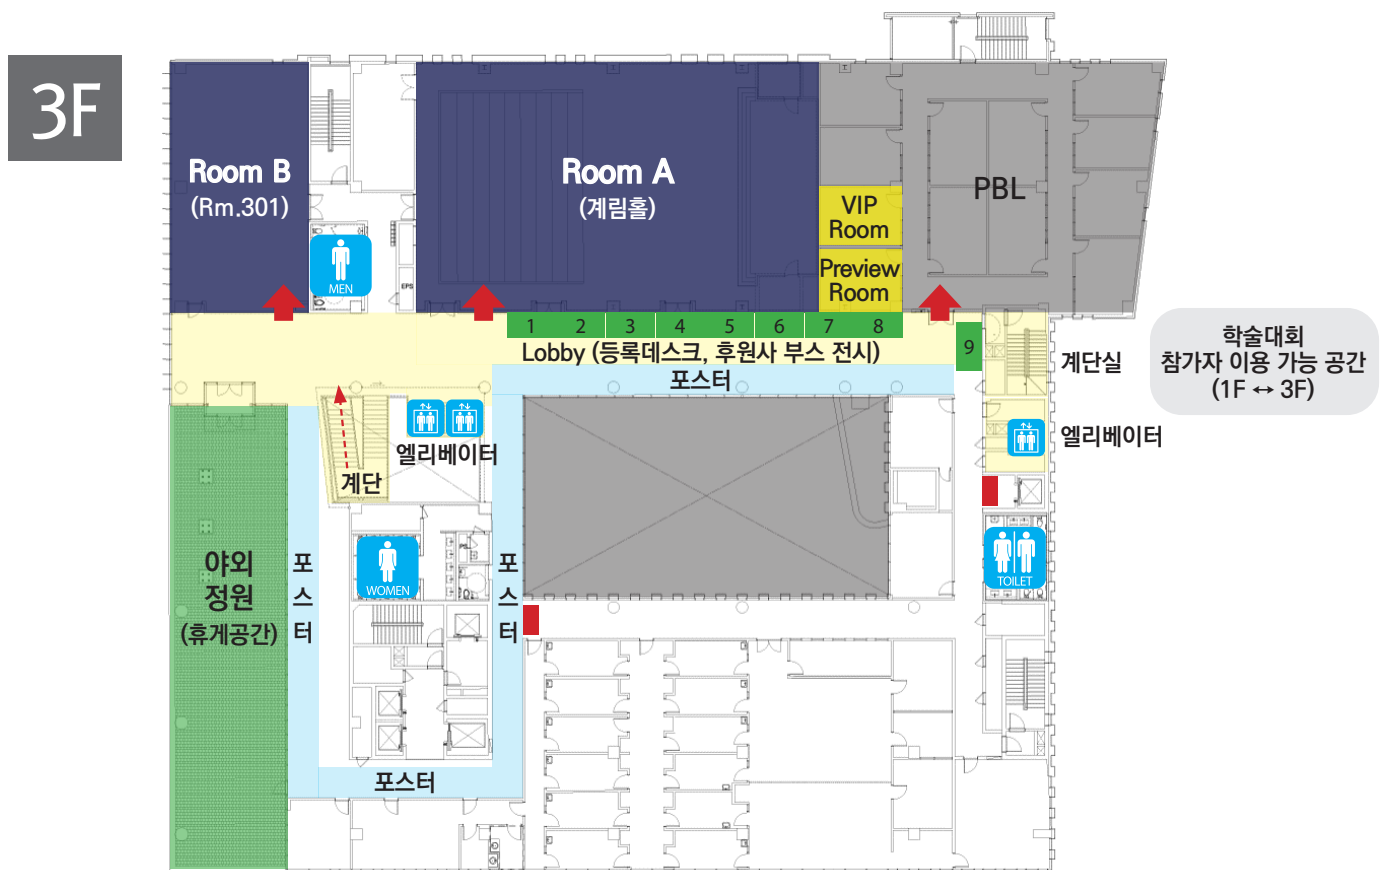 3F
Room B
(Rm.301)
Room A
(계림홀)
VIP
Room
Preview
Room
PBL
MEN
EPS
1 2 3 4 5 6 7 8
9
Lobby (등록데스크, 후원사 부스 전시)
포스터
계단실
학술대회
참가자 이용 가능 공간
(1F ↔ 3F)
엘리베이터
엘리베이터
계단
야외
정원
(휴게공간)
포
스
터
WOMEN
포
스
터
TOILET
포스터